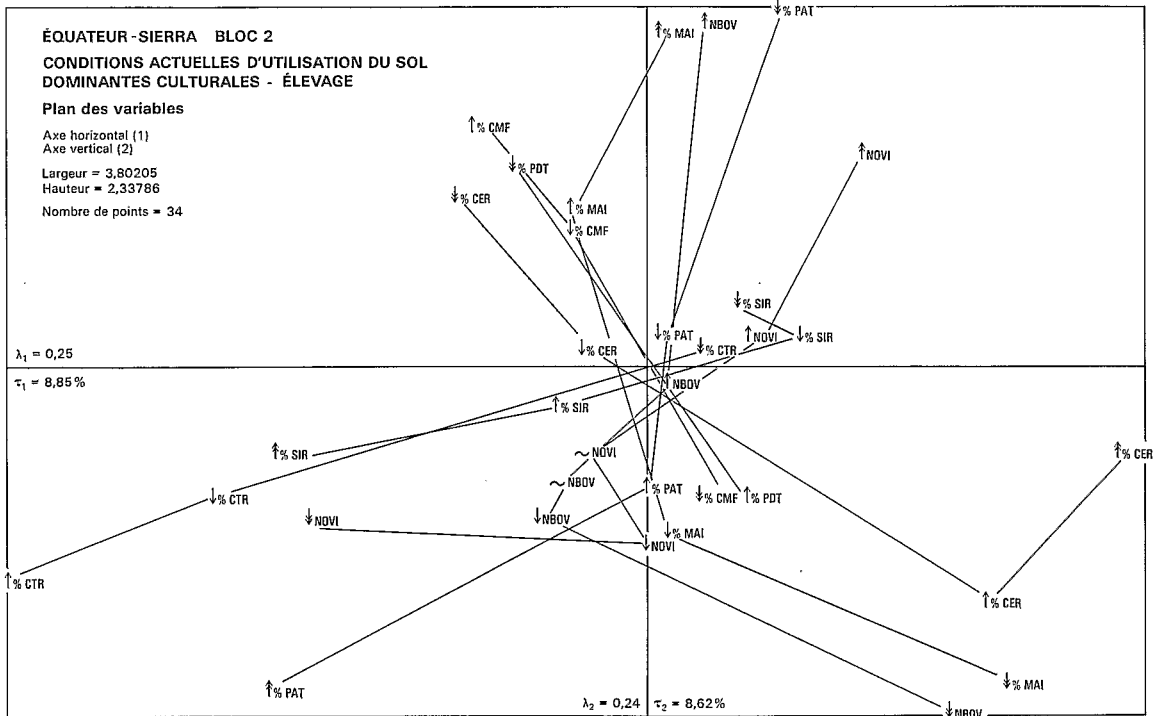 ÉQUATEUR-SIERRA BLOC 2
CONDITIONS ACTUELLES D'UTILISATION DU SOL
DOMINANTES CULTURALES - ÉLEVAGE
Plan des variables
Axe horizontal (1)
Axe vertical (2)
Largeur = 3,80205
Hauteur = 2,33786
Nombre de points = 34
↡% PAT
↟NBOV
↟% MAI
↑% CMF
↟NOVI
↡% PDT
↡% CER
↑% MAI
↓% CMF
↡% SIR
↓% PAT
↑NOVI
↓% SIR
↓% CER
↡% CTR
λ₁ = 0,25
τ₁ = 8,85%
↑NBOV
↑% SIR
↟% SIR
~ NOVI
↟% CER
~ NBOV
↑% PAT
↡% CMF
↑% PDT
↓% CTR
↡NOVI
↓NBOV
↓% MAI
↓NOVI
↑% CTR
↑% CER
↟% PAT
↡% MAI
λ₂ = 0,24
τ₂ = 8,62%
↡NBOV